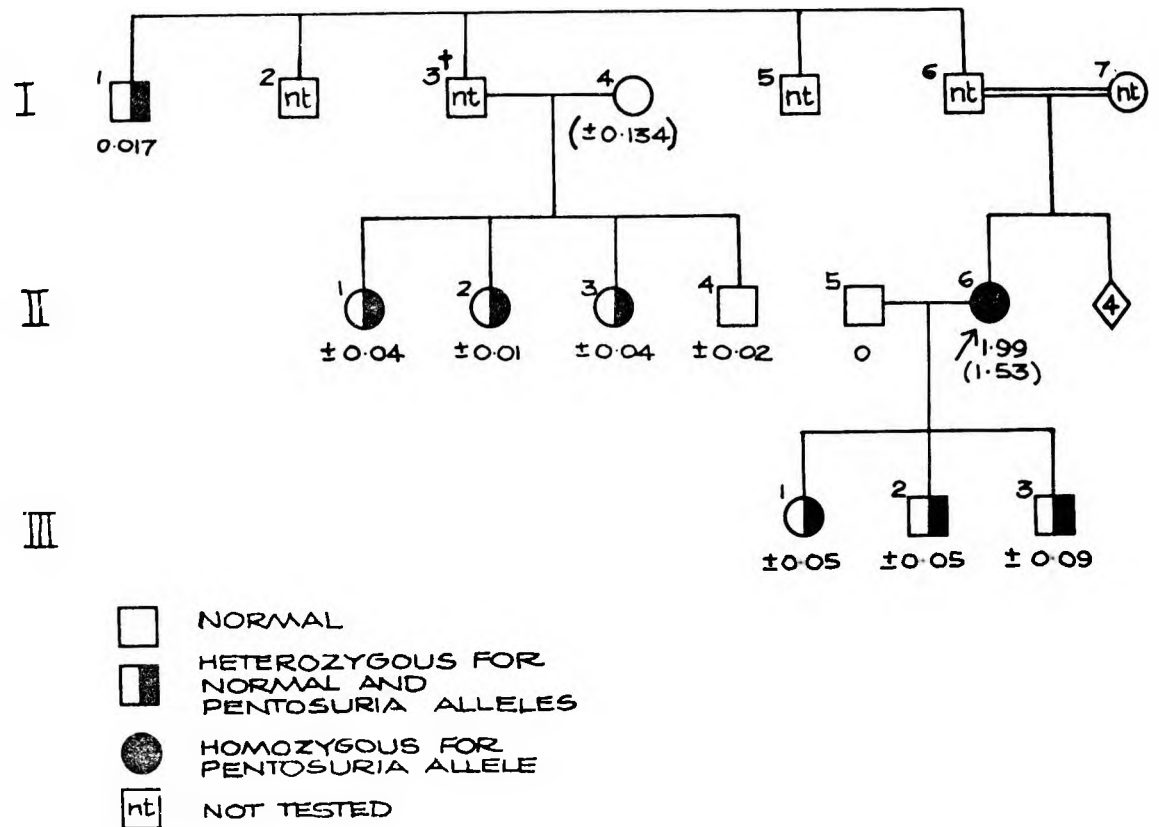 I
1
2
3†
4
5
6
7
nt
nt
nt
nt
nt
0.017
(±0.134)
II
1
2
3
4
5
6
4
±0.04
±0.01
±0.04
±0.02
0
1.99
(1.53)
III
1
2
3
±0.05
±0.05
±0.09
NORMAL
HETEROZYGOUS FOR
NORMAL AND
PENTOSURIA ALLELES
HOMOZYGOUS FOR
PENTOSURIA ALLELE
nt NOT TESTED